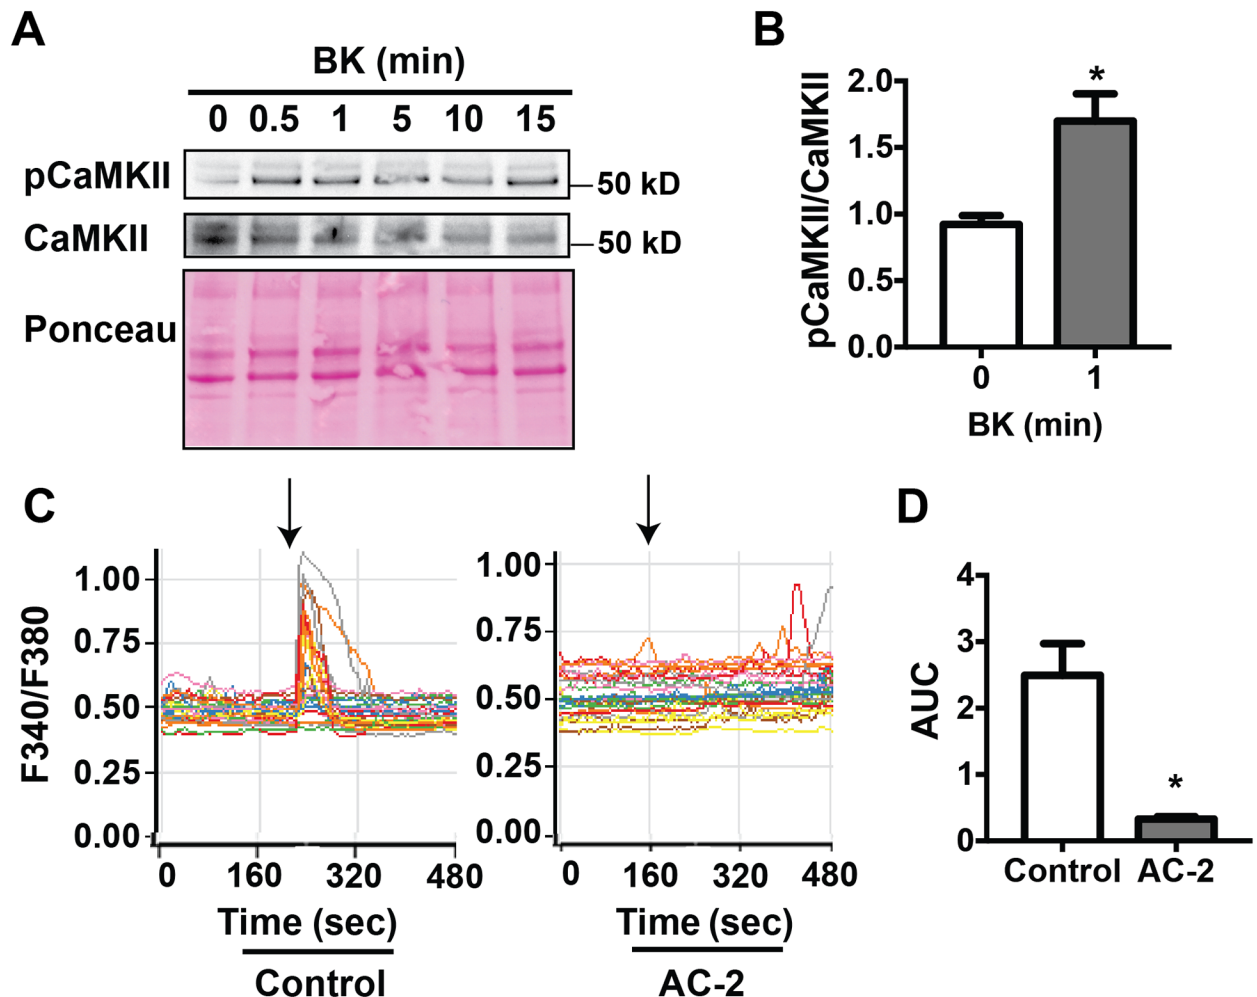 A
BK (min)
0 0.5 1 5 10 15
pCaMKII
50 kD
CaMKII
50 kD
Ponceau
B
pCaMKII/CaMKII
2.0
1.5
1.0
0.5
0.0
*
0 1
BK (min)
C
F340/F380
1.00
0.75
0.50
0.25
0.00
0 160 320 480
Time (sec)
Control
1.00
0.75
0.50
0.25
0.00
0 160 320 480
Time (sec)
AC-2
D
AUC
4
3
2
1
0
*
Control AC-2